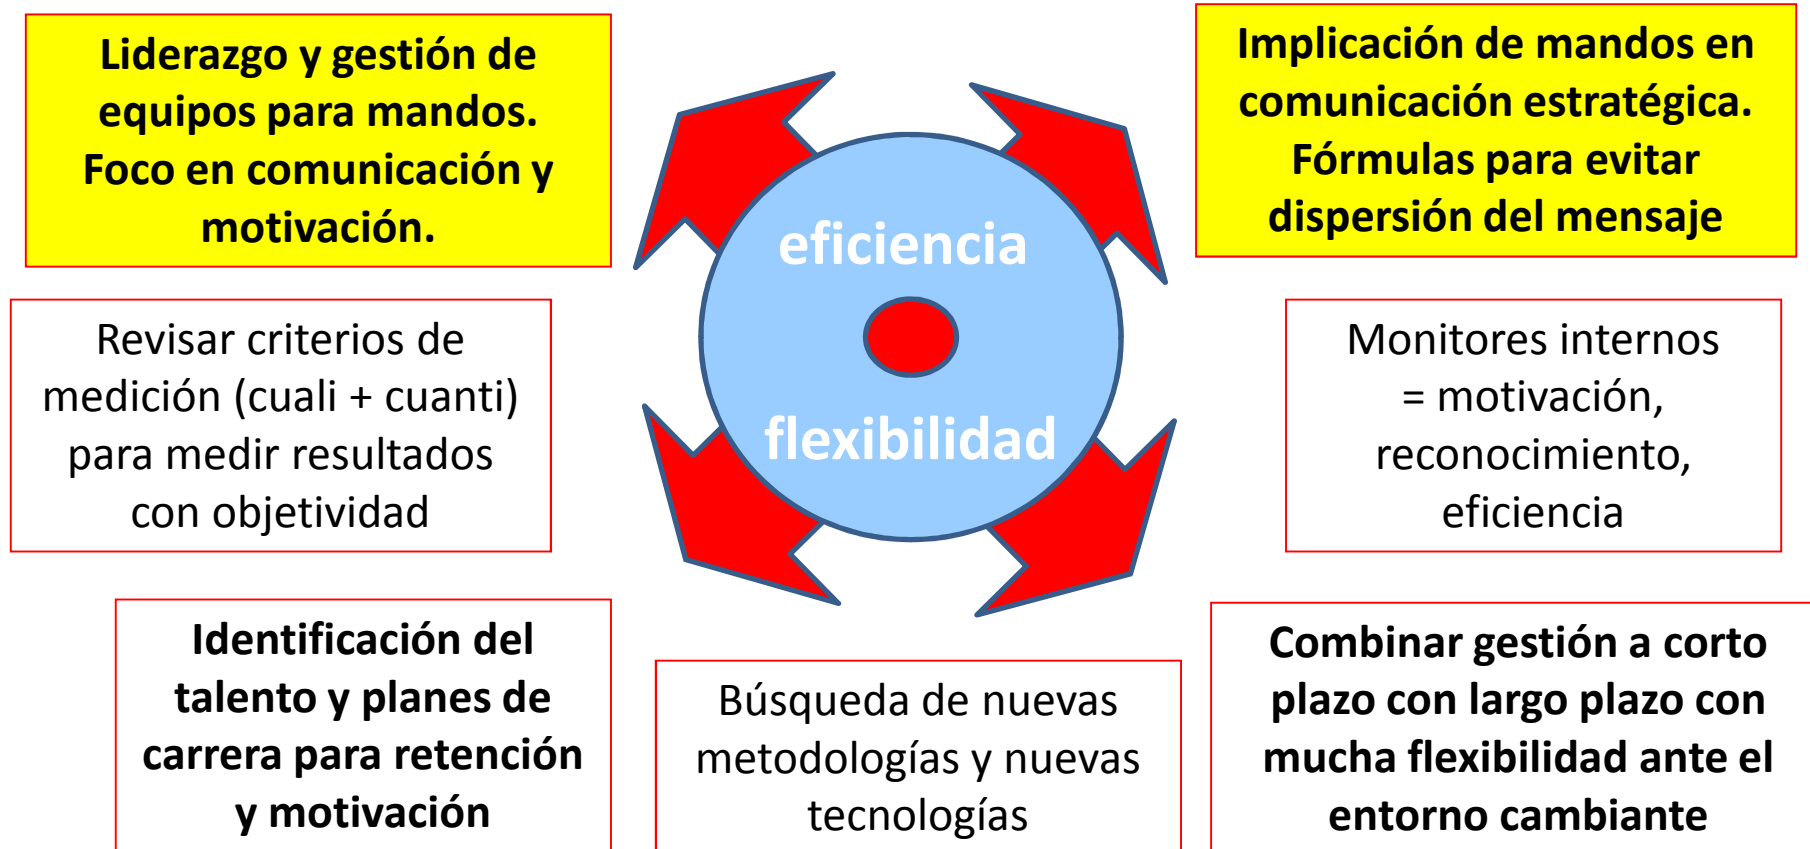 Liderazgo y gestión de
equipos para mandos.
Foco en comunicación y
motivación.
Implicación de mandos en
comunicación estratégica.
Fórmulas para evitar
dispersión del mensaje
eficiencia
flexibilidad
Revisar criterios de
medición (cuali + cuanti)
para medir resultados
con objetividad
Monitores internos
= motivación,
reconocimiento,
eficiencia
Identificación del
talento y planes de
carrera para retención
y motivación
Búsqueda de nuevas
metodologías y nuevas
tecnologías
Combinar gestión a corto
plazo con largo plazo con
mucha flexibilidad ante el
entorno cambiante